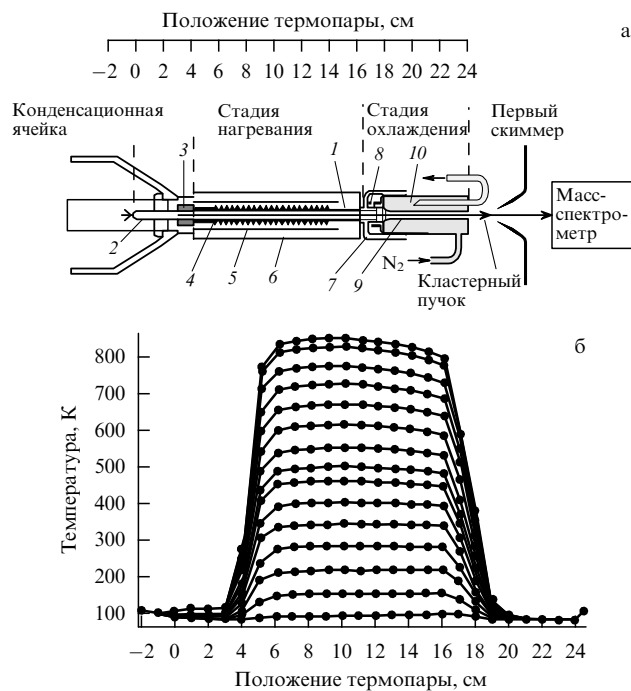 Положение термопары, см
а
−2 0 2 4 6 8 10 12 14 16 18 20 22 24
Конденсационная
ячейка
Стадия
нагревания
Стадия
охлаждения
Первый
скиммер
3
1
8
10
2
4
5
6
7
9
N2
Кластерный
пучок
Масс-
спектро-
метр
б
Температура, К
800
700
600
500
400
300
200
100
−2 0 2 4 6 8 10 12 14 16 18 20 22 24
Положение термопары, см